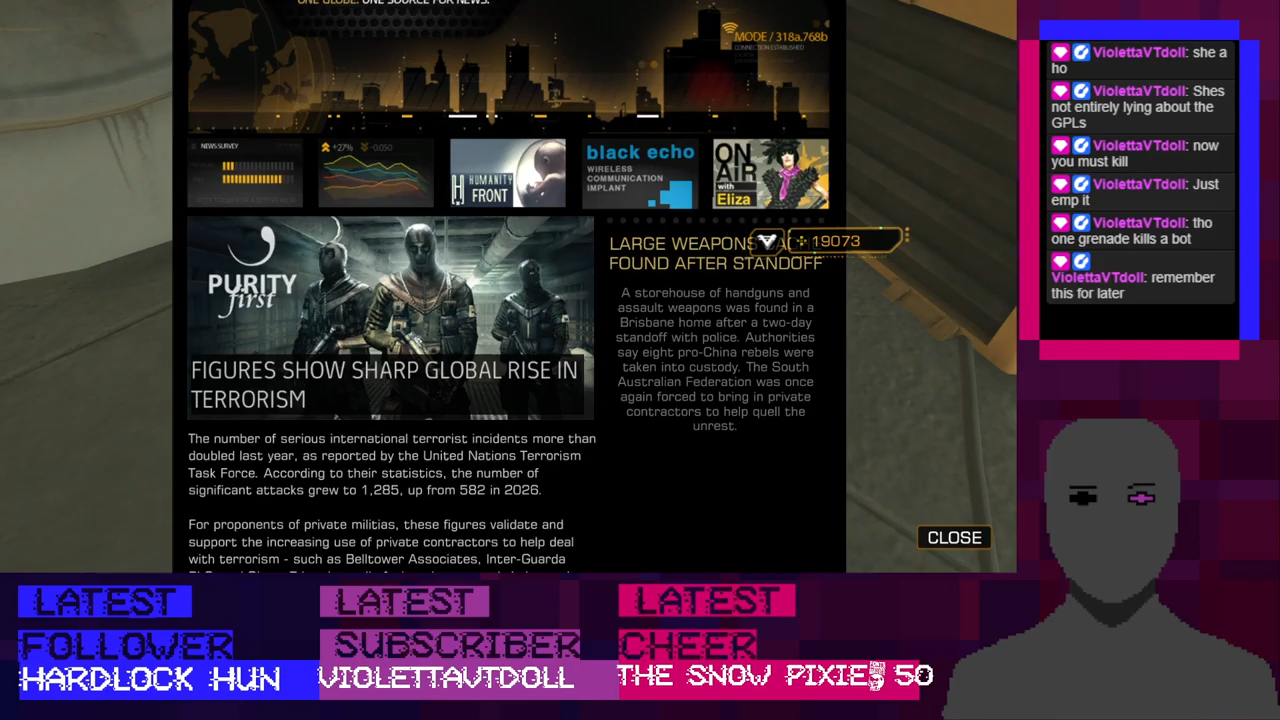 ONE GLOBE. ONE SOURCE FOR NEWS.
MODE / 318a.768b
CONNECTION ESTABLISHED
NEWS SURVEY
+27% -0.050
HUMANITY
FRONT
black echo
WIRELESS
COMMUNICATION
IMPLANT
ON
AIR
with
Eliza
PURITY
first
FIGURES SHOW SHARP GLOBAL RISE IN
TERRORISM
The number of serious international terrorist incidents more than
doubled last year, as reported by the United Nations Terrorism
Task Force. According to their statistics, the number of
significant attacks grew to 1,285, up from 582 in 2026.
For proponents of private militias, these figures validate and
support the increasing use of private contractors to help deal
with terrorism - such as Belltower Associates, Inter-Guarda
LARGE WEAPONS
FOUND AFTER STANDOFF
+ 19073
A storehouse of handguns and
assault weapons was found in a
Brisbane home after a two-day
standoff with police. Authorities
say eight pro-China rebels were
taken into custody. The South
Australian Federation was once
again forced to bring in private
contractors to help quell the
unrest.
CLOSE
ViolettaVTdoll: she a
ho
ViolettaVTdoll: Shes
not entirely lying about the
GPLs
ViolettaVTdoll: now
you must kill
ViolettaVTdoll: Just
emp it
ViolettaVTdoll: tho
one grenade kills a bot
ViolettaVTdoll: remember
this for later
LATEST
FOLLOWER
HARDLOCK HUN
LATEST
SUBSCRIBER
VIOLETTAVTDOLL
LATEST
CHEER
THE SNOW PIXIE 50